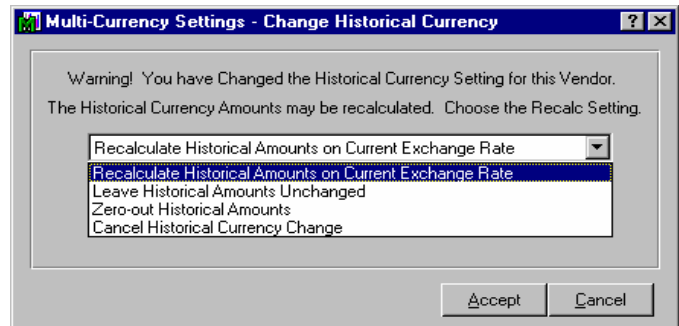 Multi-Currency Settings - Change Historical Currency
Warning! You have Changed the Historical Currency Setting for this Vendor.
The Historical Currency Amounts may be recalculated. Choose the Recalc Setting.
Recalculate Historical Amounts on Current Exchange Rate
Recalculate Historical Amounts on Current Exchange Rate
Leave Historical Amounts Unchanged
Zero-out Historical Amounts
Cancel Historical Currency Change
Accept Cancel